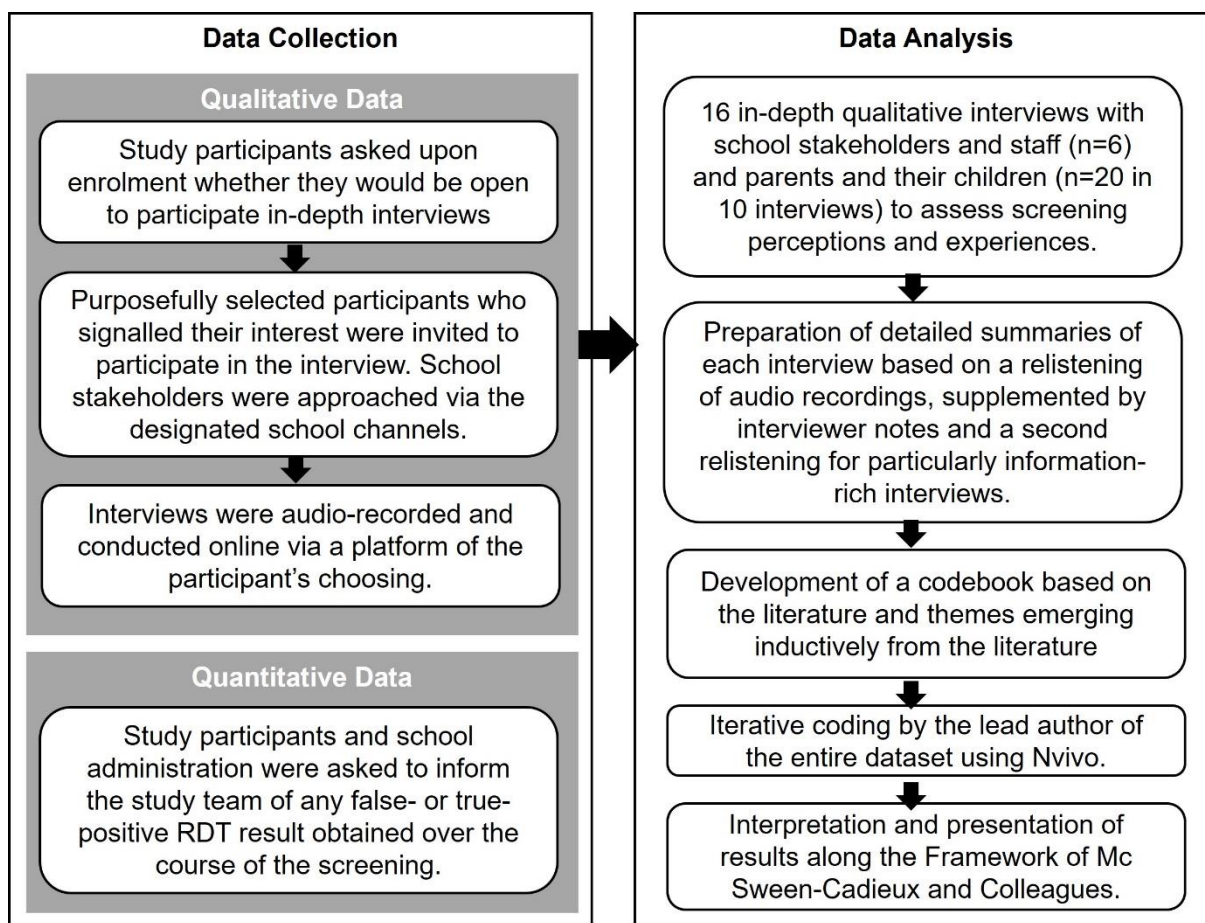 Data Collection
Qualitative Data
Study participants asked upon
enrolment whether they would be open
to participate in-depth interviews
Purposefully selected participants who
signalled their interest were invited to
participate in the interview. School
stakeholders were approached via the
designated school channels.
Interviews were audio-recorded and
conducted online via a platform of the
participant's choosing.
Quantitative Data
Study participants and school
administration were asked to inform
the study team of any false- or true-
positive RDT result obtained over the
course of the screening.
Data Analysis
16 in-depth qualitative interviews with
school stakeholders and staff (n=6)
and parents and their children (n=20 in
10 interviews) to assess screening
perceptions and experiences.
Preparation of detailed summaries of
each interview based on a relistening
of audio recordings, supplemented by
interviewer notes and a second
relistening for particularly information-
rich interviews.
Development of a codebook based on
the literature and themes emerging
inductively from the literature
Iterative coding by the lead author of
the entire dataset using Nvivo.
Interpretation and presentation of
results along the Framework of Mc
Sween-Cadieux and Colleagues.